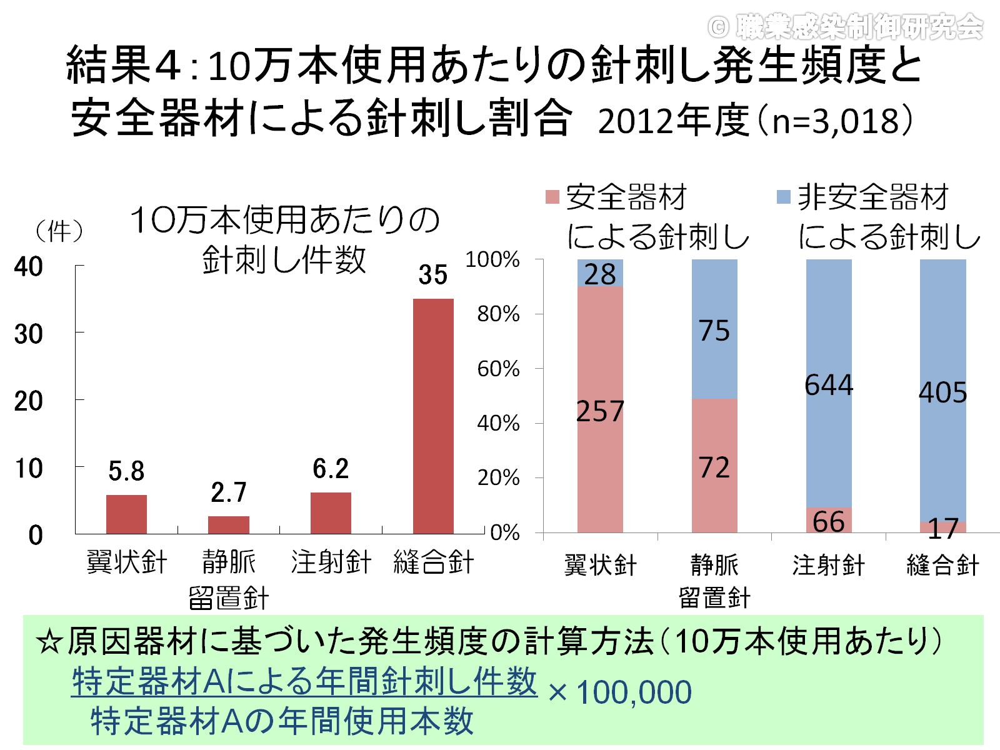 © 職業感染制御研究会
結果４：10万本使用あたりの針刺し発生頻度と
安全器材による針刺し割合　2012年度（n=3,018）
（件）
10万本使用あたりの
針刺し件数
40
30
20
10
0
5.8
2.7
6.2
35
翼状針
静脈
留置針
注射針
縫合針
安全器材
による針刺し
非安全器材
による針刺し
100%
80%
60%
40%
20%
0%
28
257
75
72
644
66
405
17
翼状針
静脈
留置針
注射針
縫合針
☆原因器材に基づいた発生頻度の計算方法（10万本使用あたり）
特定器材Aによる年間針刺し件数 × 100,000
特定器材Aの年間使用本数